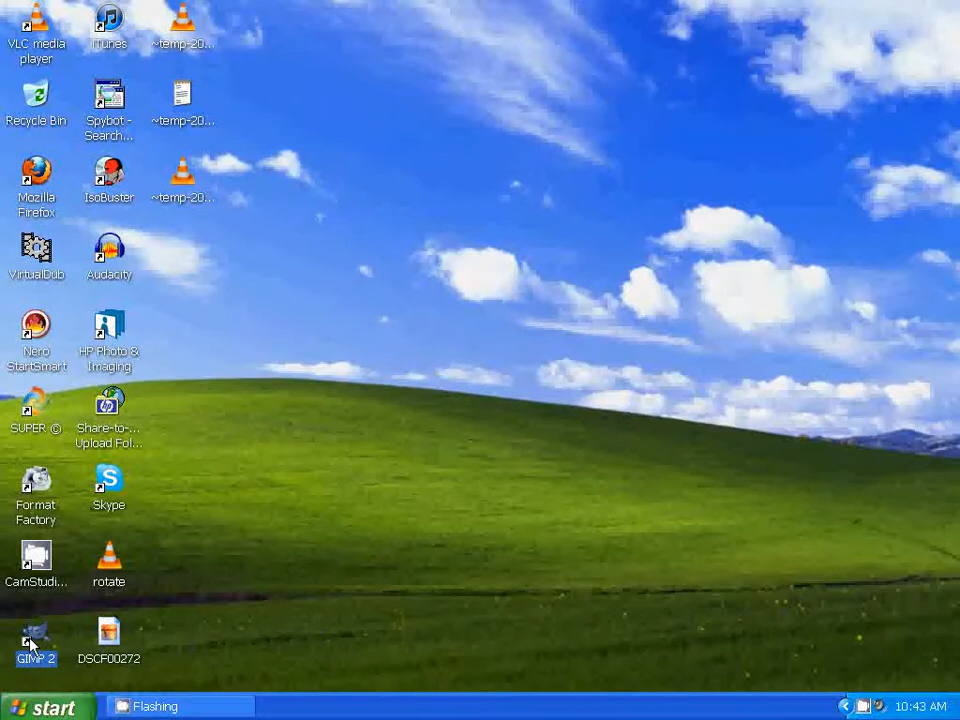 VLC media
player
iTunes
~temp-20...
Recycle Bin
Spybot -
Search...
~temp-20...
Mozilla
Firefox
IsoBuster
~temp-20...
VirtualDub
Audacity
Nero
StartSmart
HP Photo &
Imaging
SUPER ©
Share-to-...
Upload Fol...
Format
Factory
Skype
CamStudi...
rotate
GIMP 2
DSCF00272
start
Flashing
10:43 AM